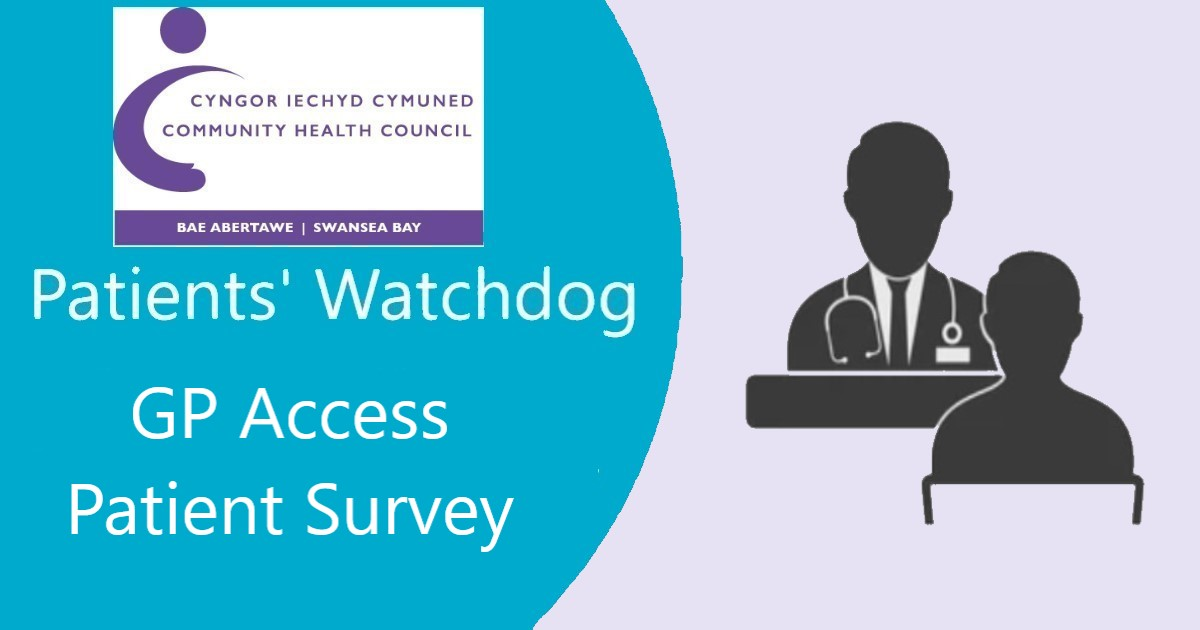 CYNGOR IECHYD CYMUNED
COMMUNITY HEALTH COUNCIL
BAE ABERTAWE | SWANSEA BAY
Patients' Watchdog
GP Access
Patient Survey